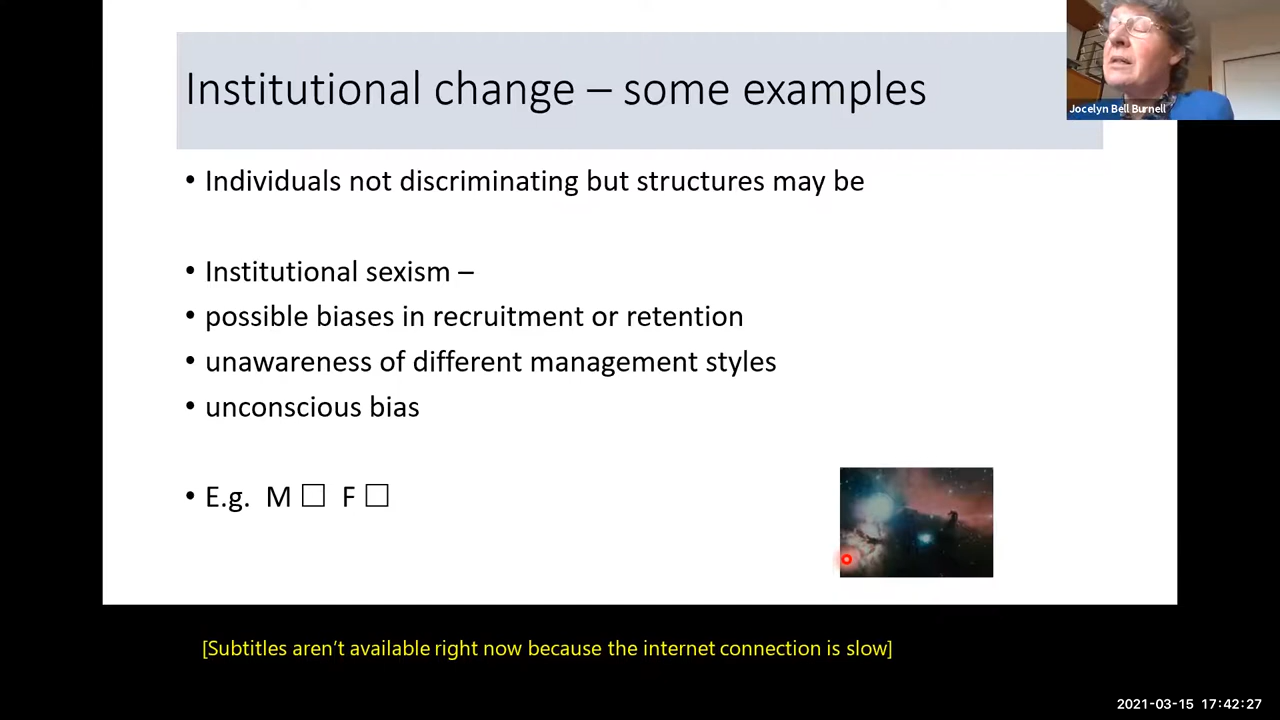 Institutional change – some examples
Jocelyn Bell Burnell
• Individuals not discriminating but structures may be
• Institutional sexism –
• possible biases in recruitment or retention
• unawareness of different management styles
• unconscious bias
• E.g. M ☐ F ☐
[Subtitles aren’t available right now because the internet connection is slow]
2021-03-15 17:42:27